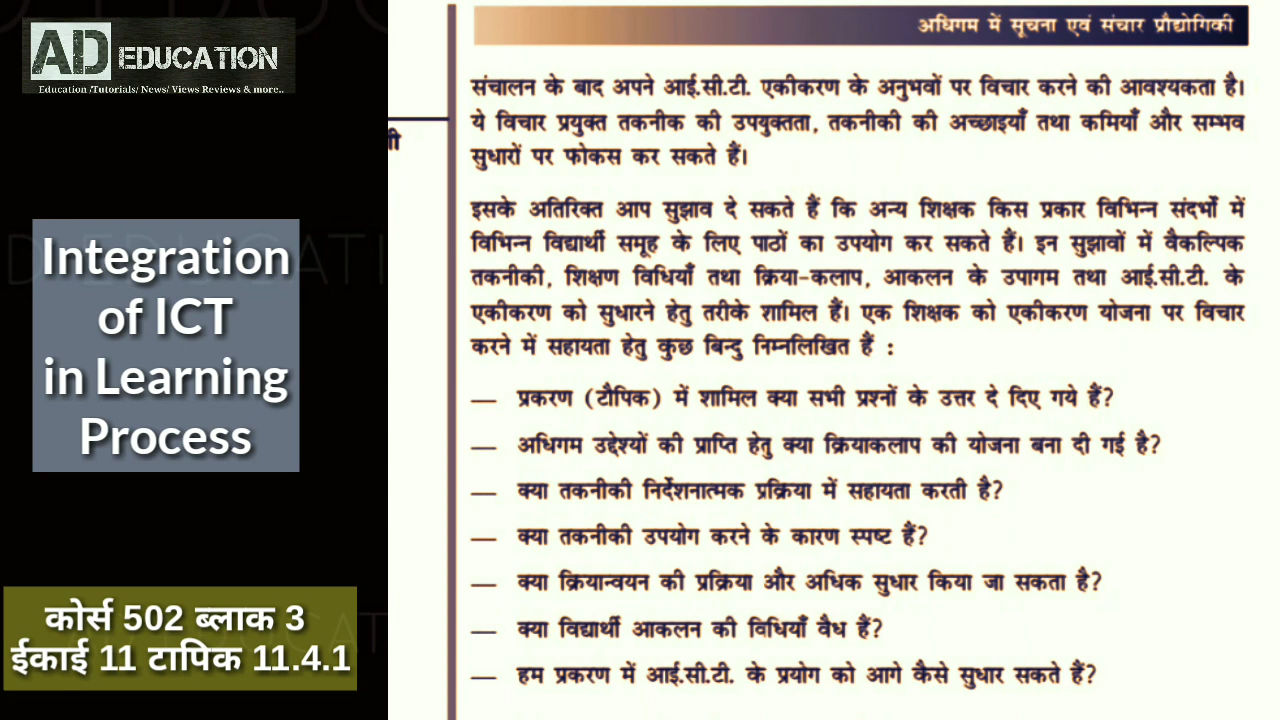 AD EDUCATION
Education /Tutorials/ News/ Views Reviews & more..
Integration
of ICT
in Learning
Process
कोर्स 502 ब्लाक 3
ईकाई 11 टापिक 11.4.1
अधिगम में सूचना एवं संचार प्रौद्योगिकी
संचालन के बाद अपने आई.सी.टी. एकीकरण के अनुभवों पर विचार करने की आवश्यकता है।
ये विचार प्रयुक्त तकनीक की उपयुक्तता, तकनीकी की अच्छाइयाँ तथा कमियाँ और सम्भव
सुधारों पर फोकस कर सकते हैं।
इसके अतिरिक्त आप सुझाव दे सकते हैं कि अन्य शिक्षक किस प्रकार विभिन्न संदर्भों में
विभिन्न विद्यार्थी समूह के लिए पाठों का उपयोग कर सकते हैं। इन सुझावों में वैकल्पिक
तकनीकी, शिक्षण विधियाँ तथा क्रिया-कलाप, आकलन के उपागम तथा आई.सी.टी. के
एकीकरण को सुधारने हेतु तरीके शामिल हैं। एक शिक्षक को एकीकरण योजना पर विचार
करने में सहायता हेतु कुछ बिन्दु निम्नलिखित हैं :
— प्रकरण (टौपिक) में शामिल क्या सभी प्रश्नों के उत्तर दे दिए गये हैं?
— अधिगम उद्देश्यों की प्राप्ति हेतु क्या क्रियाकलाप की योजना बना दी गई है?
— क्या तकनीकी निर्देशनात्मक प्रक्रिया में सहायता करती है?
— क्या तकनीकी उपयोग करने के कारण स्पष्ट हैं?
— क्या क्रियान्वयन की प्रक्रिया और अधिक सुधार किया जा सकता है?
— क्या विद्यार्थी आकलन की विधियाँ वैध हैं?
— हम प्रकरण में आई.सी.टी. के प्रयोग को आगे कैसे सुधार सकते हैं?